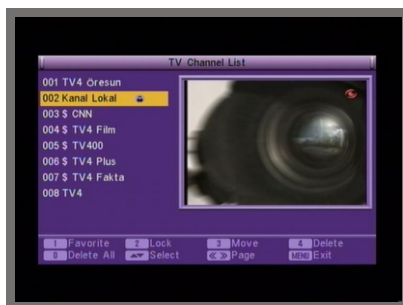 TV Channel List
001 TV4 Öresun
002 Kanal Lokal
003 $ CNN
004 $ TV4 Film
005 $ TV400
006 $ TV4 Plus
007 $ TV4 Fakta
008 TV4
1 Favorite 2 Lock 3 Move 4 Delete
0 Delete All Select Page MENU Exit